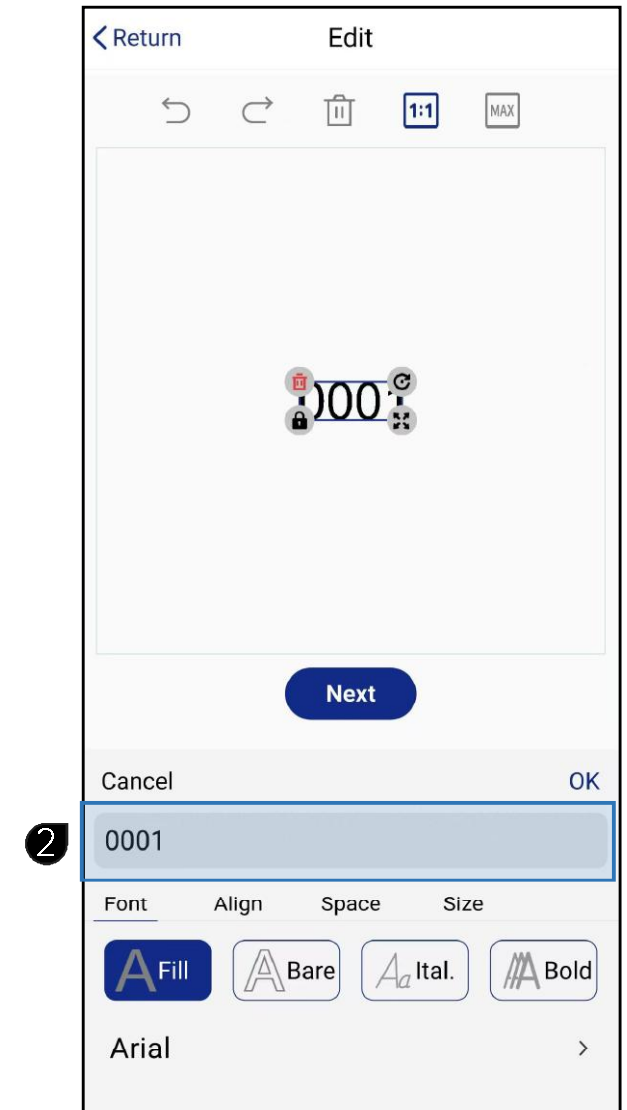 Return Edit
1:1 MAX
0001
Next
Cancel OK
2
0001
Font Align Space Size
A Fill A Bare Aa Ital. A Bold
Arial